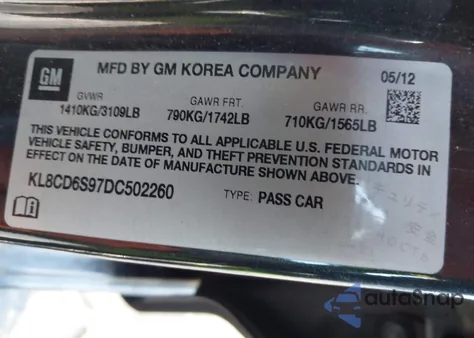 GM
MFD BY GM KOREA COMPANY
05/12
GVWR GAWR FRT. GAWR RR.
1410KG/3109LB 790KG/1742LB 710KG/1565LB
THIS VEHICLE CONFORMS TO ALL APPLICABLE U.S. FEDERAL MOTOR
VEHICLE SAFETY, BUMPER, AND THEFT PREVENTION STANDARDS IN
EFFECT ON THE DATE OF MANUFACTURE SHOWN ABOVE.
KL8CD6S97DC502260 TYPE: PASS CAR
autoSnap